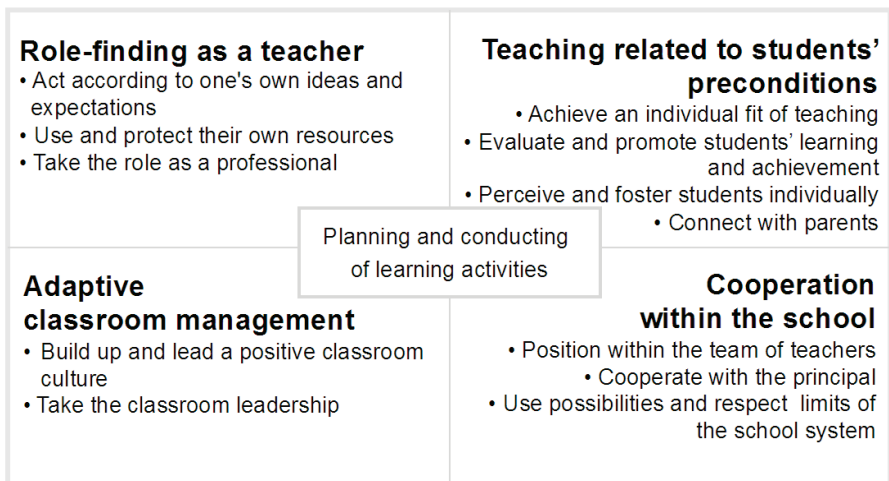 Role-finding as a teacher
• Act according to one's own ideas and
expectations
• Use and protect their own resources
• Take the role as a professional
Teaching related to students’
preconditions
• Achieve an individual fit of teaching
• Evaluate and promote students’ learning
and achievement
• Perceive and foster students individually
• Connect with parents
Planning and conducting
of learning activities
Adaptive
classroom management
• Build up and lead a positive classroom
culture
• Take the classroom leadership
Cooperation
within the school
• Position within the team of teachers
• Cooperate with the principal
• Use possibilities and respect limits of
the school system